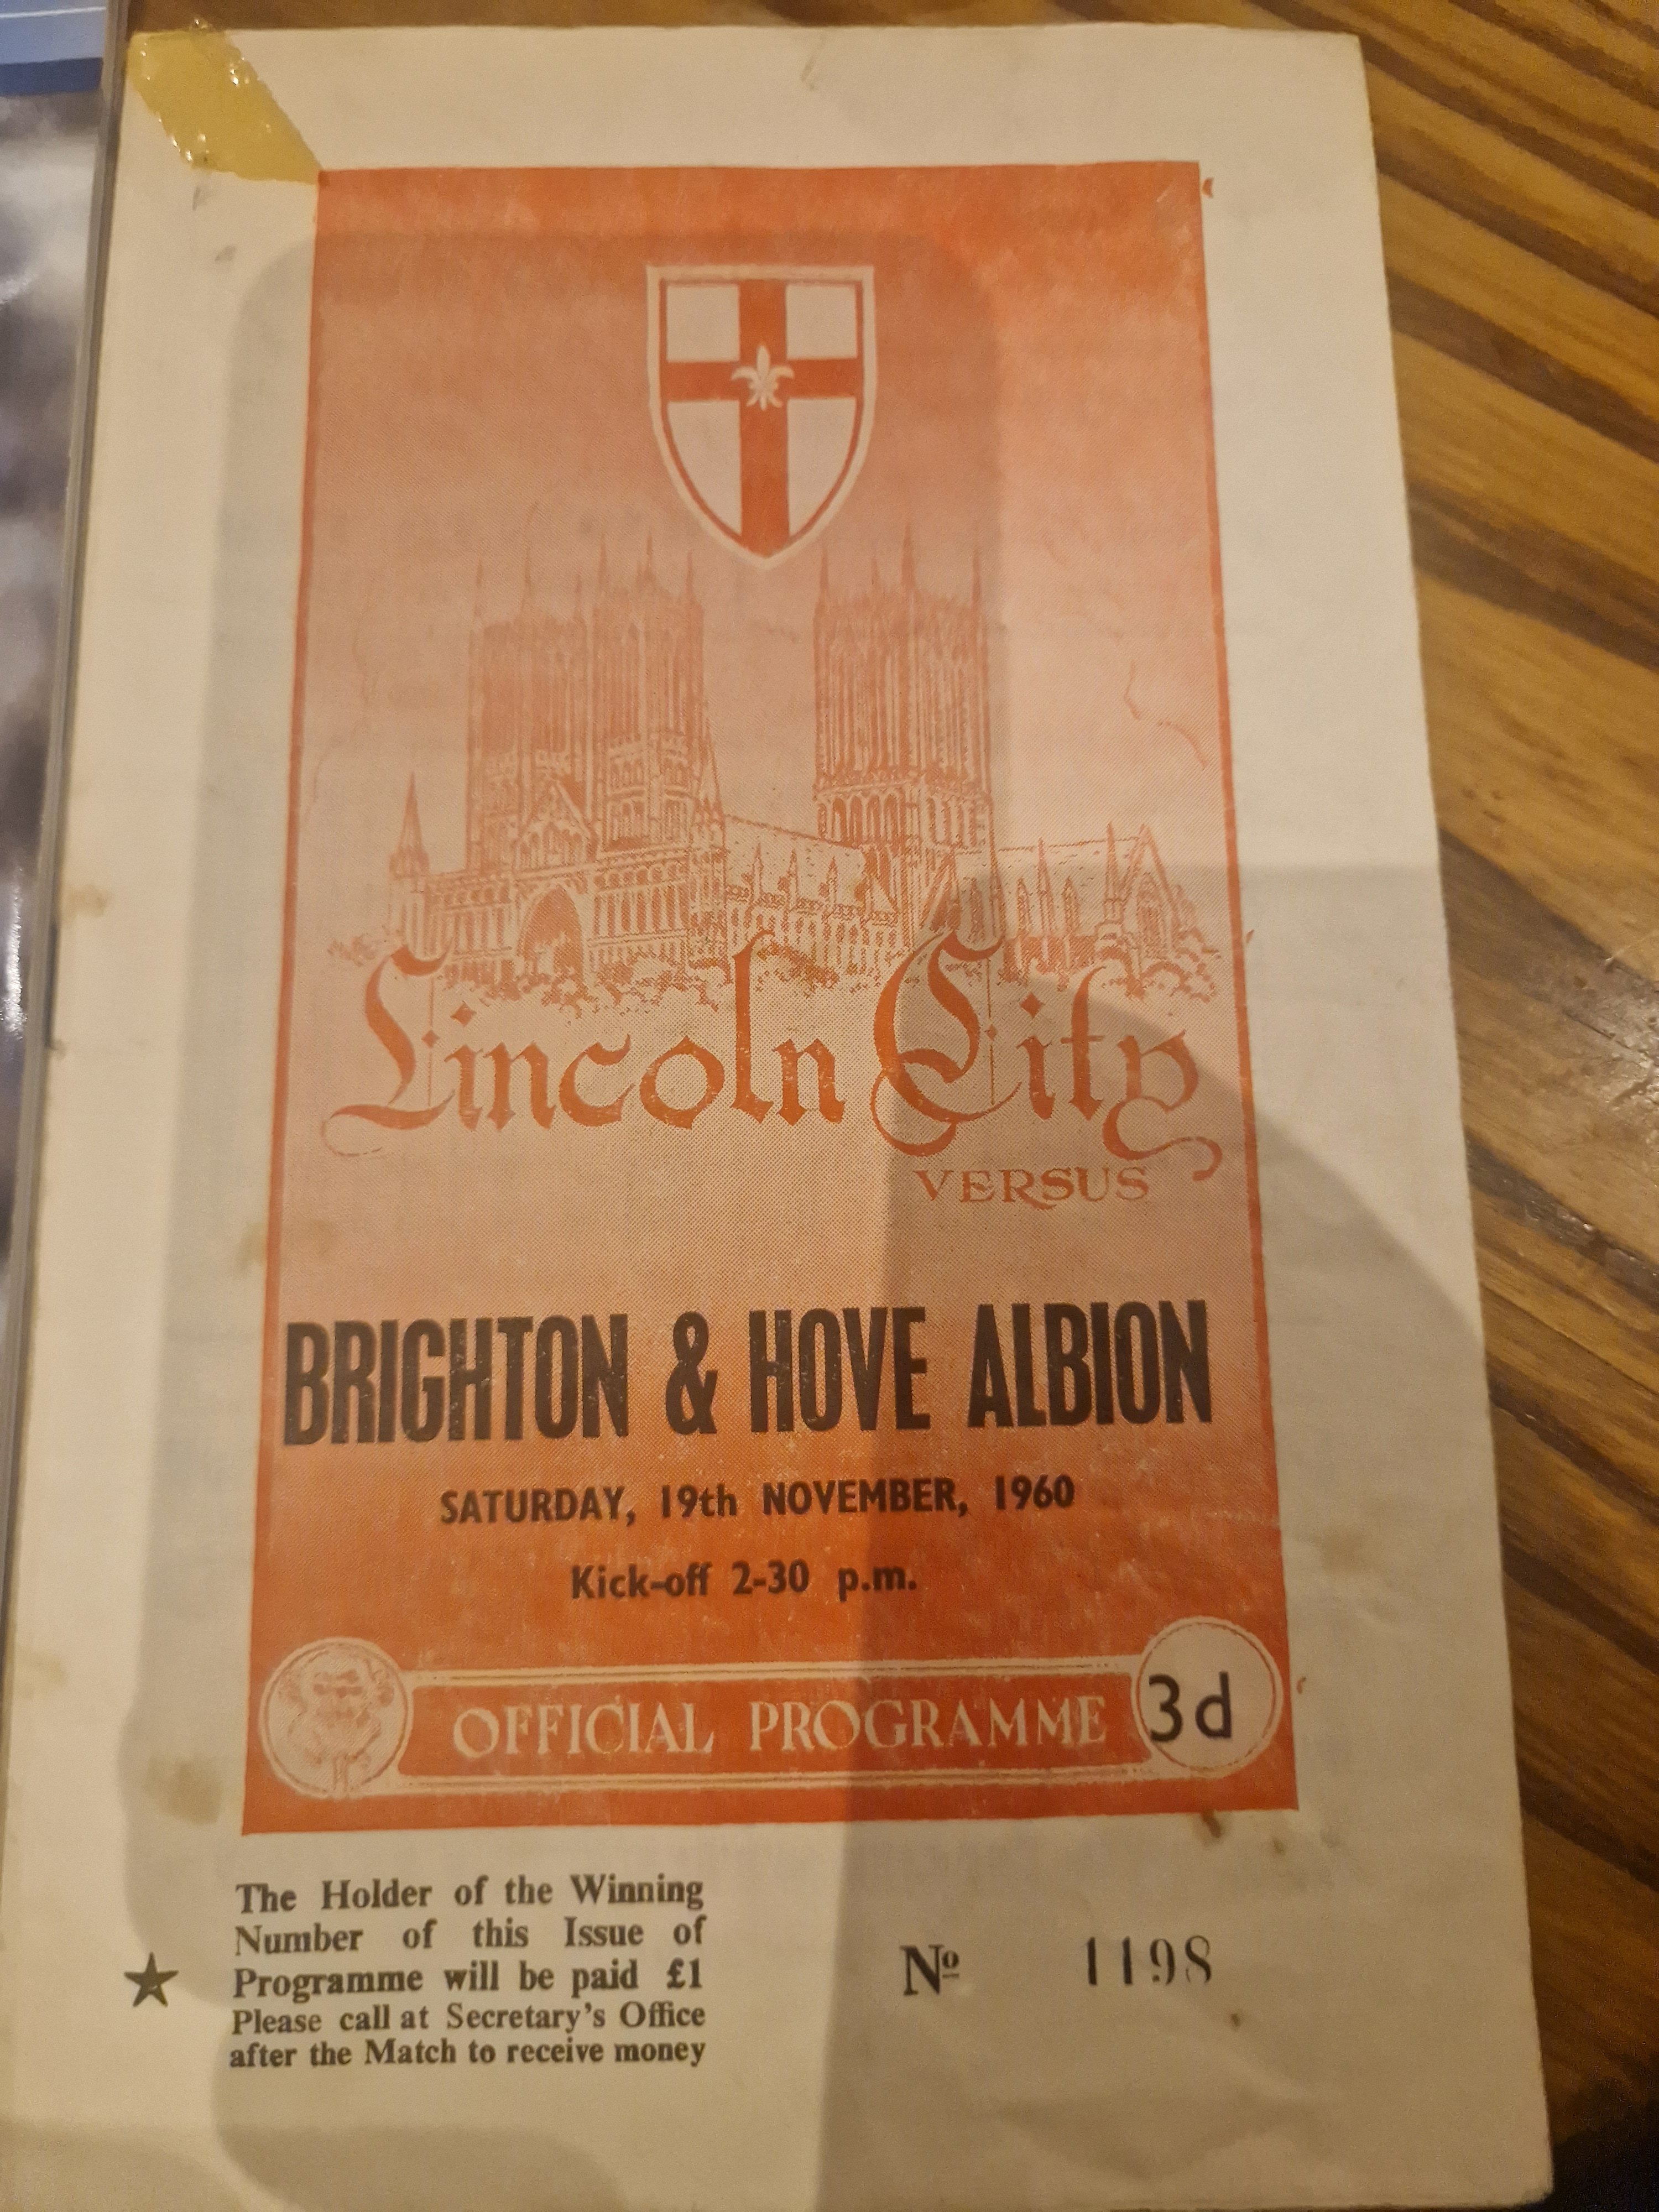 Lincoln City
VERSUS
BRIGHTON & HOVE ALBION
SATURDAY, 19th NOVEMBER, 1960
Kick-off 2-30 p.m.
OFFICIAL PROGRAMME 3d
The Holder of the Winning
Number of this Issue of
★ Programme will be paid £1
Please call at Secretary's Office
after the Match to receive money
Nº 1198